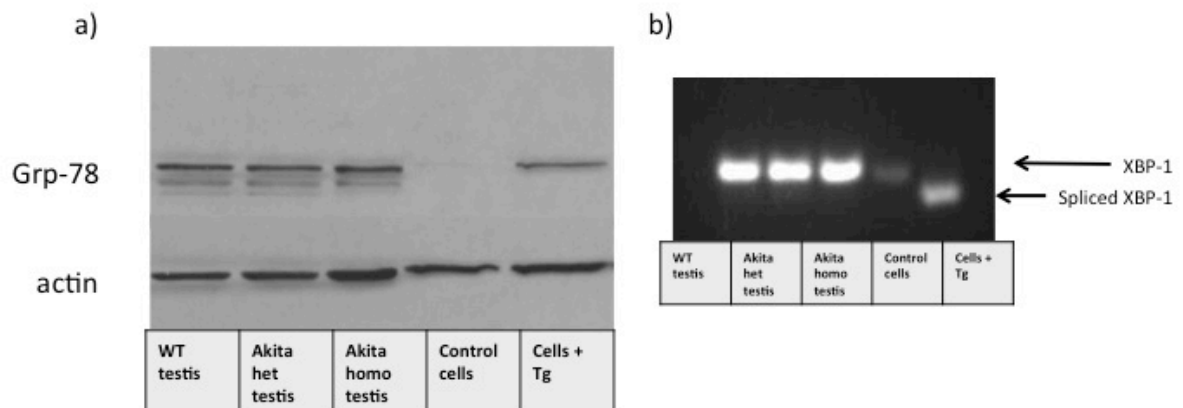 a)
b)
Grp-78
actin
WT
testis
Akita
het
testis
Akita
homo
testis
Control
cells
Cells +
Tg
XBP-1
Spliced XBP-1
WT
testis
Akita
het
testis
Akita
homo
testis
Control
cells
Cells +
Tg